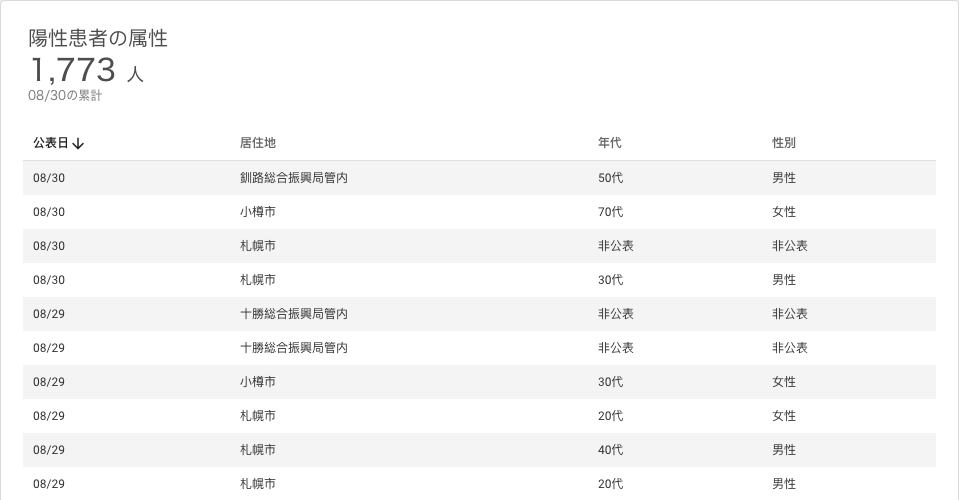 陽性患者の属性
1,773 人
08/30の累計
公表日↓ 居住地 年代 性別
08/30 釧路総合振興局管内 50代 男性
08/30 小樽市 70代 女性
08/30 札幌市 非公表 非公表
08/30 札幌市 30代 男性
08/29 十勝総合振興局管内 非公表 非公表
08/29 十勝総合振興局管内 非公表 非公表
08/29 小樽市 30代 女性
08/29 札幌市 20代 女性
08/29 札幌市 40代 男性
08/29 札幌市 20代 男性